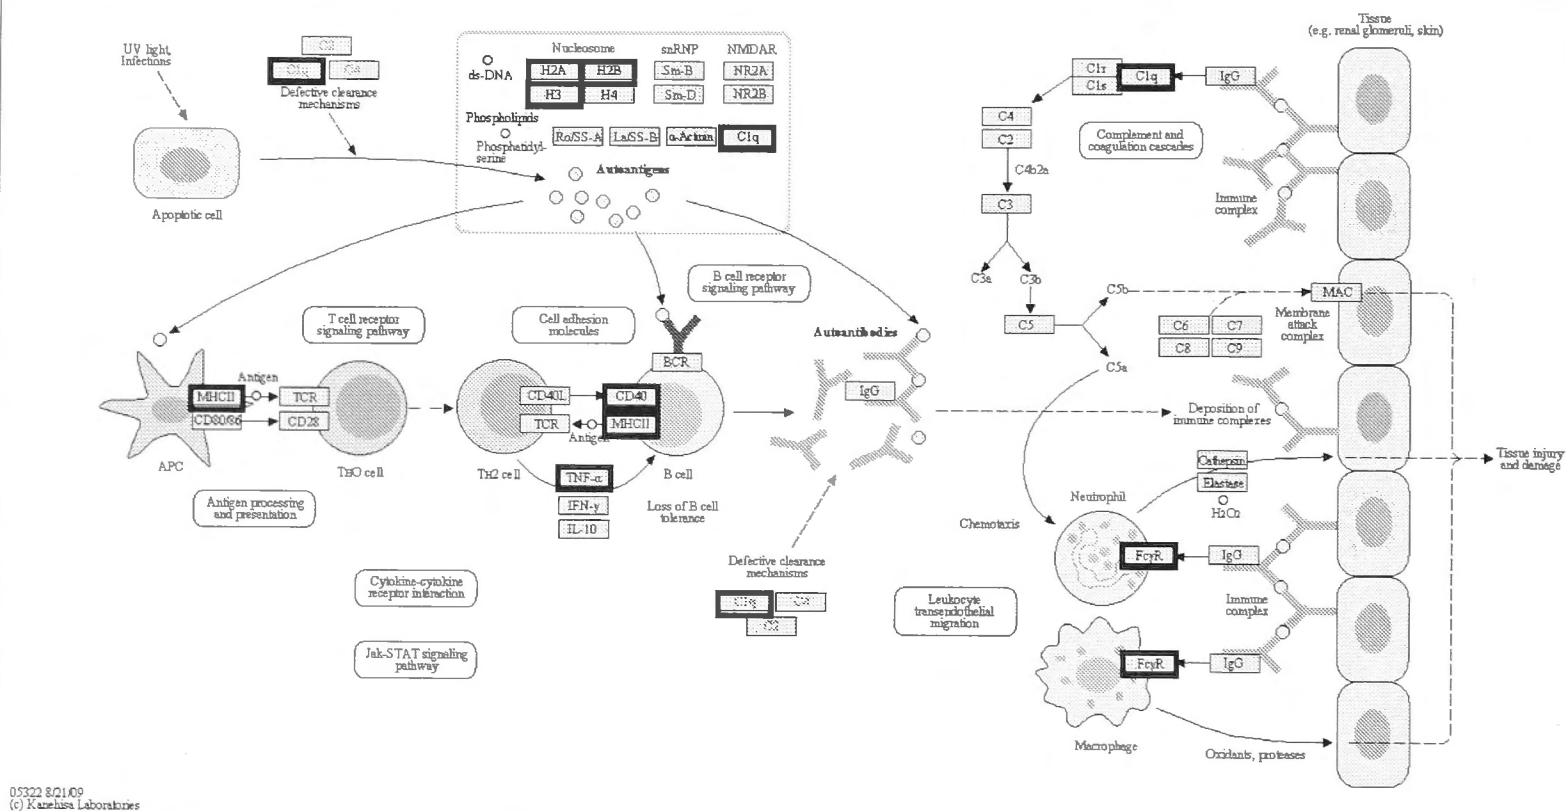 UV light,
Infections
C2
C1q
C4
Defective clearance
mechanisms
Apoptotic cell
Nucleosome
snRNP
NMDAR
ds-DNA
H2A
H2B
Sm-B
NR2A
H3
H4
Sm-D
NR2B
Phospholipids
Phosphatidyl-
serine
Ro/SS-A
La/SS-B
α-Actinin
C1q
Autoantigens
Tissue
(e.g. renal glomeruli, skin)
C1r
C1s
C1q
IgG
C4
C2
Complement and
coagulation cascades
C4b2a
C3
Immune
complex
C3a
C3b
C5
C5b
C5a
MAC
Membrane
attack
complex
C6
C7
C8
C9
B cell receptor
signaling pathway
T cell receptor
signaling pathway
Cell adhesion
molecules
Autoantibodies
BCR
IgG
Antigen
MHCII
TCR
CD80/86
CD28
CD40L
CD40
TCR
MHCII
Antigen
APC
TH0 cell
TH2 cell
B cell
TNF-α
IFN-γ
IL-10
Loss of B cell
tolerance
Antigen processing
and presentation
Deposition of
immune complexes
Cathepsin
Elastase
H2O2
Tissue injury
and damage
Neutrophil
Chemotaxis
FcγR
IgG
Immune
complex
Defective clearance
mechanisms
C1q
C4
C2
Cytokine-cytokine
receptor interaction
Leukocyte
transendothelial
migration
Jak-STAT signaling
pathway
FcγR
IgG
Macrophage
Oxidants, proteases
05322 8/21/09
(c) Kanehisa Laboratories